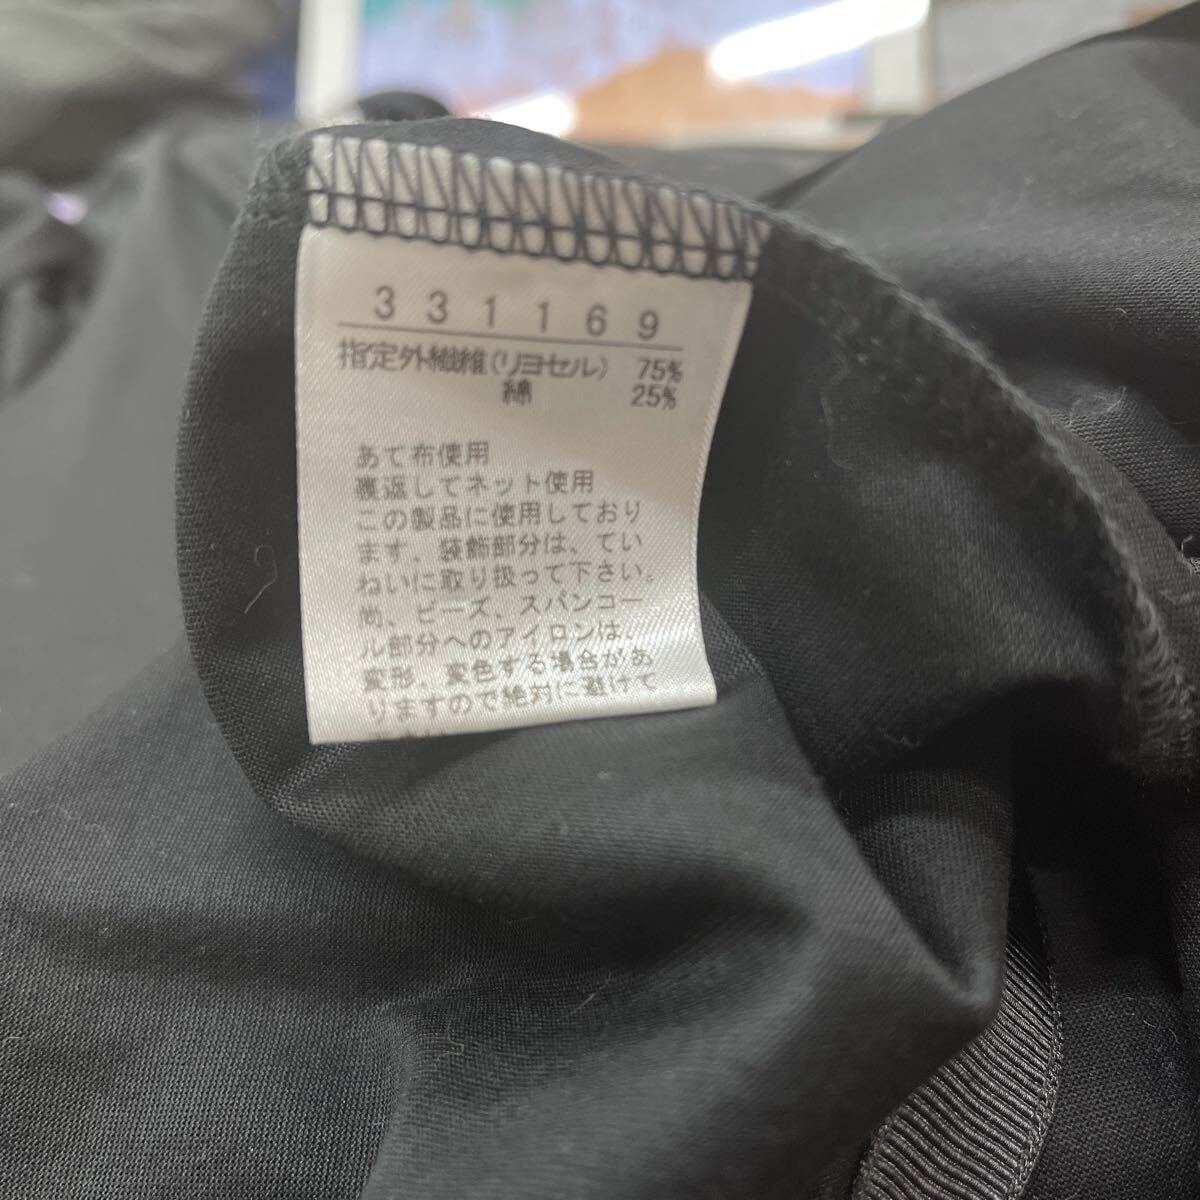 331169
指定外繊維(リヨセル) 75%
綿 25%
あて布使用
裏返してネット使用
この製品に使用しており
ます、装飾部分は、てい
ねいに取り扱って下さい。
尚、ビーズ、スパンコー
ル部分へのアイロンは、
変形、変色する場合があ
りますので絶対に避けて